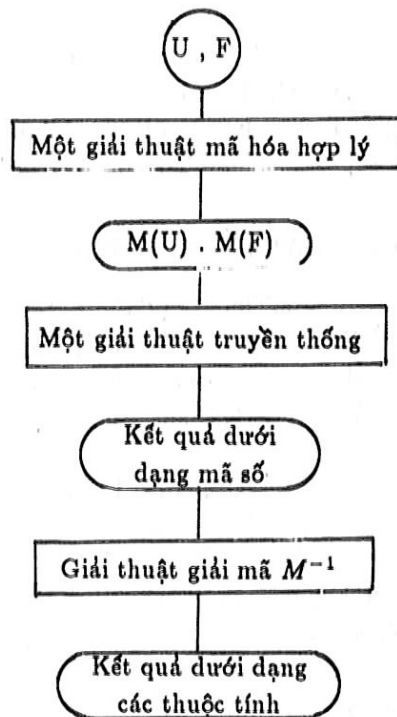 U , F
Một giải thuật mã hóa hợp lý
M(U) . M(F)
Một giải thuật truyền thống
Kết quả dưới
dạng mã số
Giải thuật giải mã M⁻¹
Kết quả dưới dạng
các thuộc tính